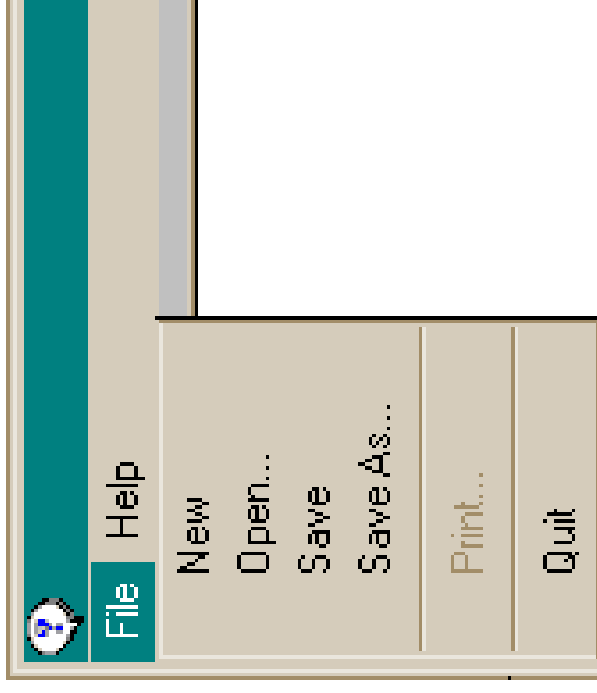 File Help
New
Open...
Save
Save As...
Print...
Quit